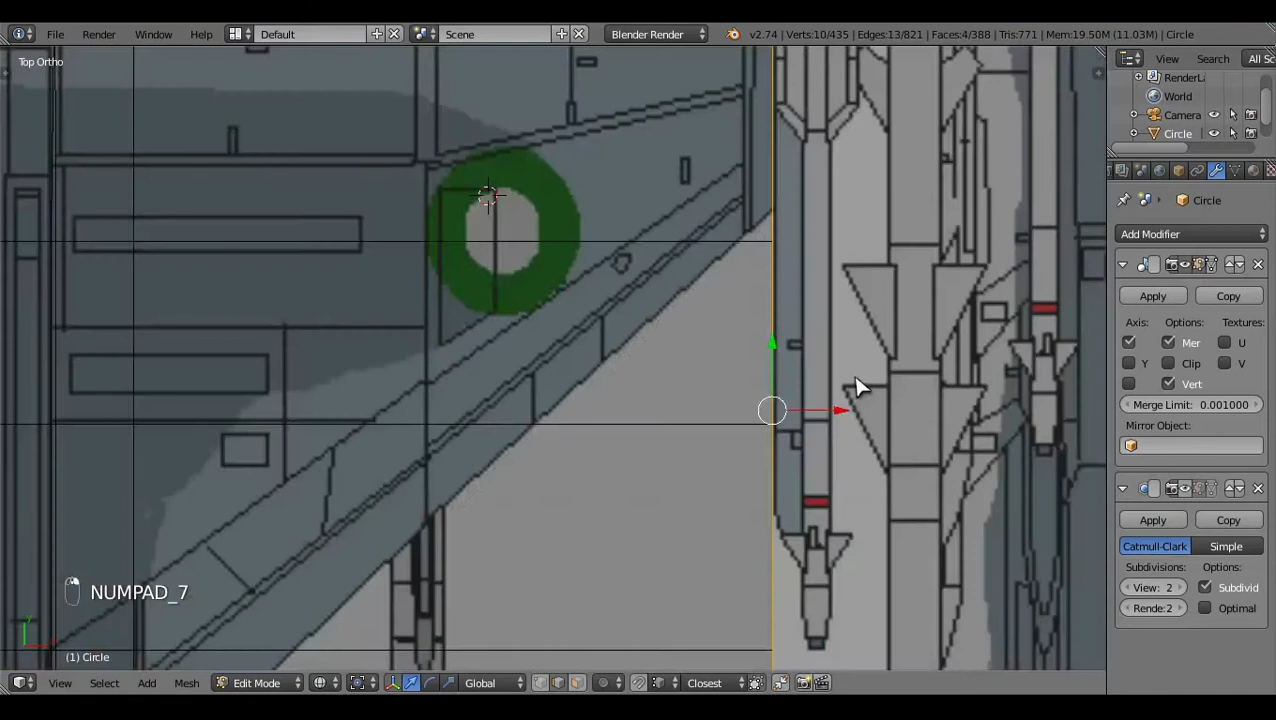 File Render Window Help Default Scene Blender Render v2.74 | Verts:10/435 | Edges:13/821 | Faces:4/388 | Tris:771 | Mem:19.50M (11.03M) | Circle
Top Ortho
View Search All Sc
RenderLa
World
Camera
Circle
Circle
Add Modifier
Apply Copy
Axis: Options: Textures:
Mer U
Y Clip V
Vert
Merge Limit: 0.001000
Mirror Object:
Apply Copy
Catmull-Clark Simple
Subdivisions: Options:
View: 2 Subdivid
Rende:2 Optimal
NUMPAD_7
(1) Circle
View Select Add Mesh Edit Mode Global Closest